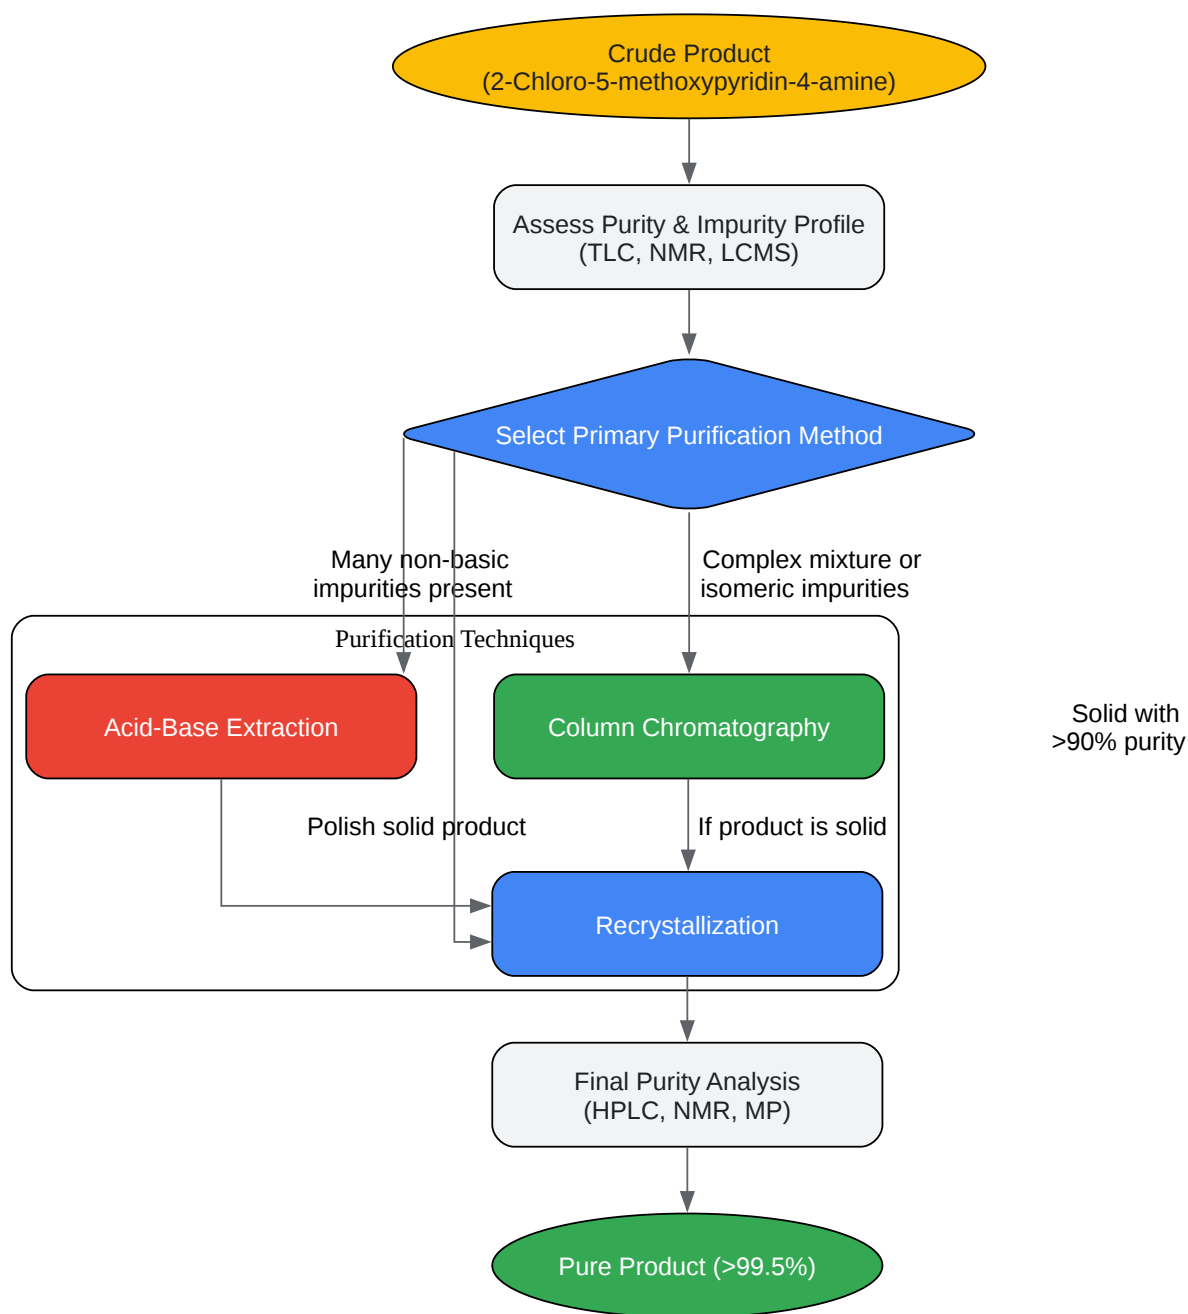 Crude Product
(2-Chloro-5-methoxypyridin-4-amine)
Assess Purity & Impurity Profile
(TLC, NMR, LCMS)
Select Primary Purification Method
Many non-basic
impurities present
Complex mixture or
isomeric impurities
Purification Techniques
Acid-Base Extraction
Column Chromatography
Solid with
>90% purity
Polish solid product
If product is solid
Recrystallization
Final Purity Analysis
(HPLC, NMR, MP)
Pure Product (>99.5%)